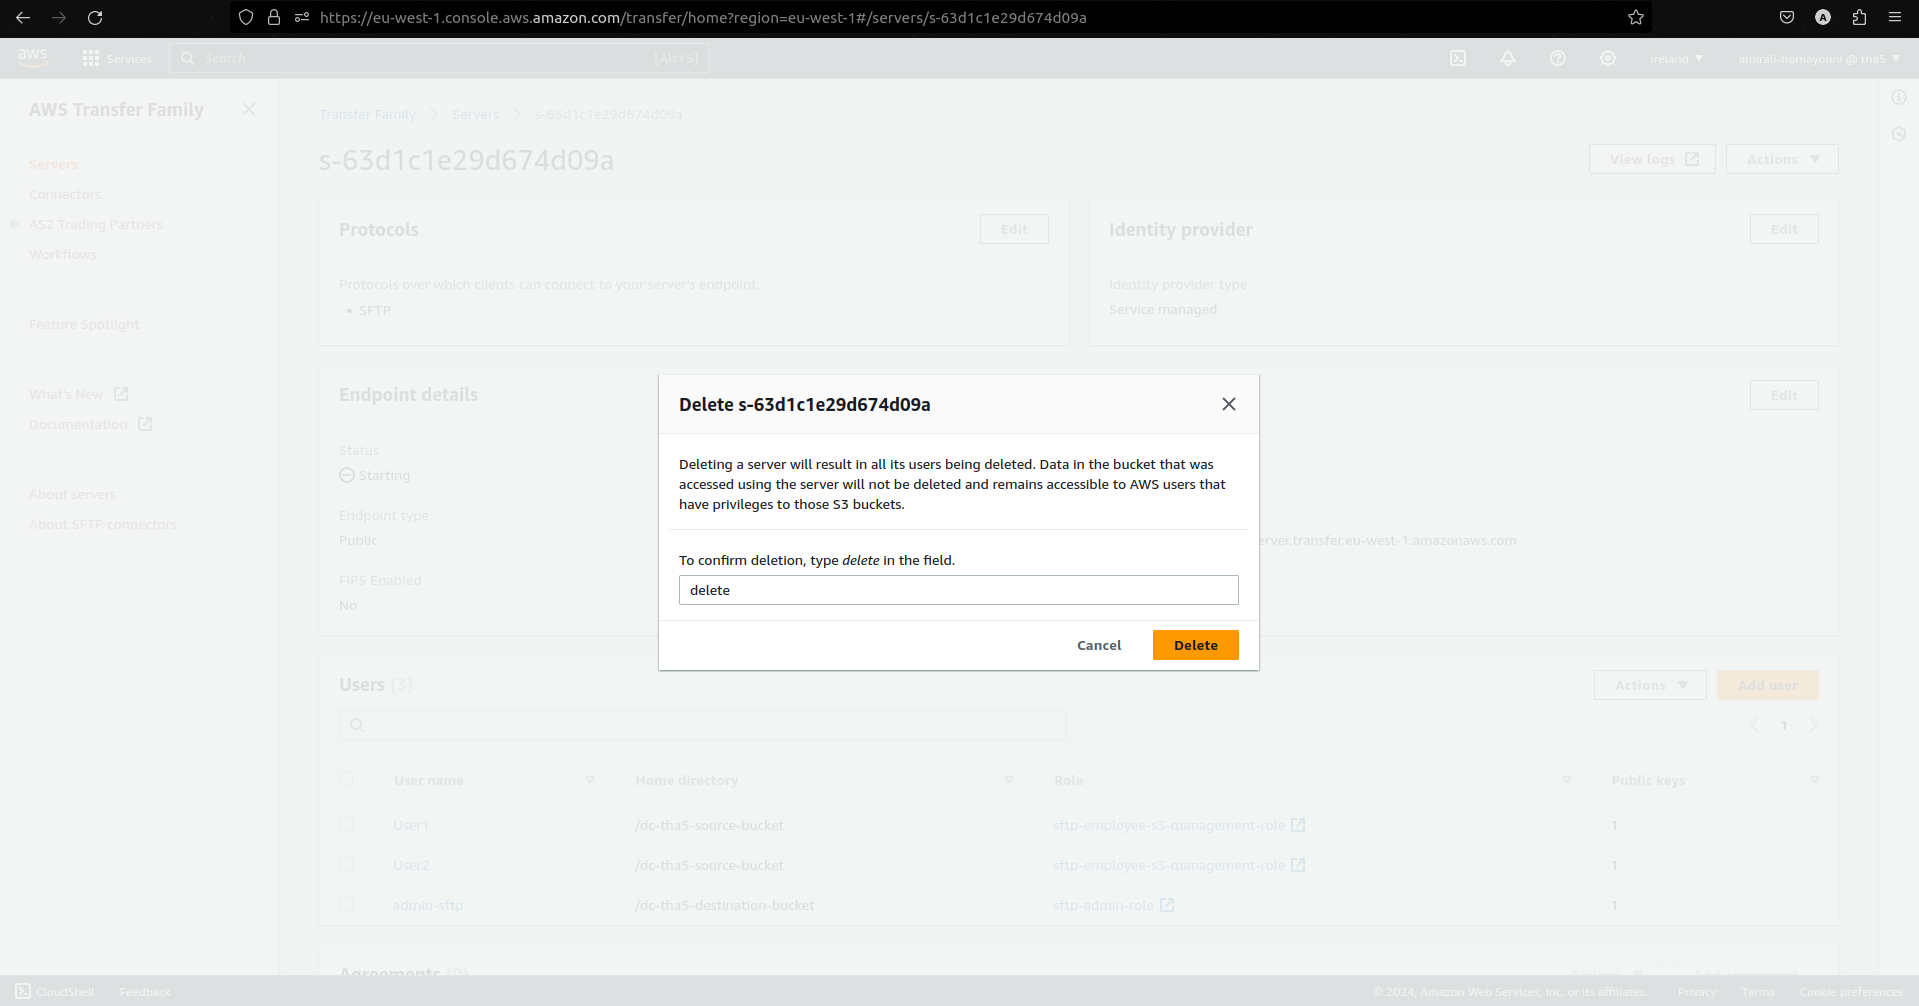 https://eu-west-1.console.aws.amazon.com/transfer/home?region=eu-west-1#/servers/s-63d1c1e29d674d09a
A
aws
Services
Search
[Alt+S]
Ireland
amirali-homayouni @ tha5
AWS Transfer Family
Servers
Connectors
AS2 Trading Partners
Workflows
Feature Spotlight
What's New
Documentation
About servers
About SFTP connectors
Transfer Family
Servers
s-63d1c1e29d674d09a
s-63d1c1e29d674d09a
View logs
Actions
Protocols
Edit
Protocols over which clients can connect to your server's endpoint
• SFTP
Identity provider
Edit
Identity provider type
Service managed
Endpoint details
Edit
Status
Starting
Endpoint type
Public
erver.transfer.eu-west-1.amazonaws.com
FIPS Enabled
No
Delete s-63d1c1e29d674d09a
Deleting a server will result in all its users being deleted. Data in the bucket that was
accessed using the server will not be deleted and remains accessible to AWS users that
have privileges to those S3 buckets.
To confirm deletion, type delete in the field.
delete
Cancel
Delete
Users (3)
Actions
Add user
1
User name
Home directory
Role
Public keys
User1
/dc-tha5-source-bucket
sftp-employee-s3-management-role
1
User2
/dc-tha5-source-bucket
sftp-employee-s3-management-role
1
admin-sftp
/dc-tha5-destination-bucket
sftp-admin-role
1
Agreements (0)
Actions
Add agreement
CloudShell
Feedback
© 2024, Amazon Web Services, Inc. or its affiliates.
Privacy
Terms
Cookie preferences